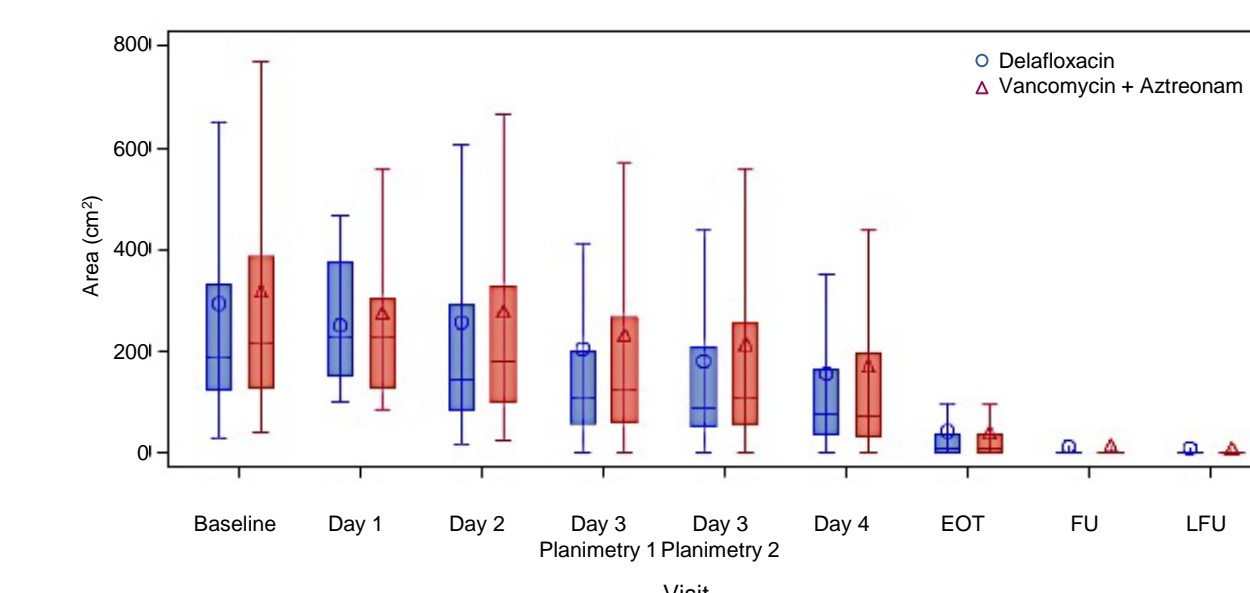 800
Delafloxacin
Vancomycin + Aztreonam
600
400
200
0
Area (cm²)
Baseline Day 1 Day 2 Day 3 Day 3 Day 4 EOT FU LFU
Planimetry 1 Planimetry 2
Visit